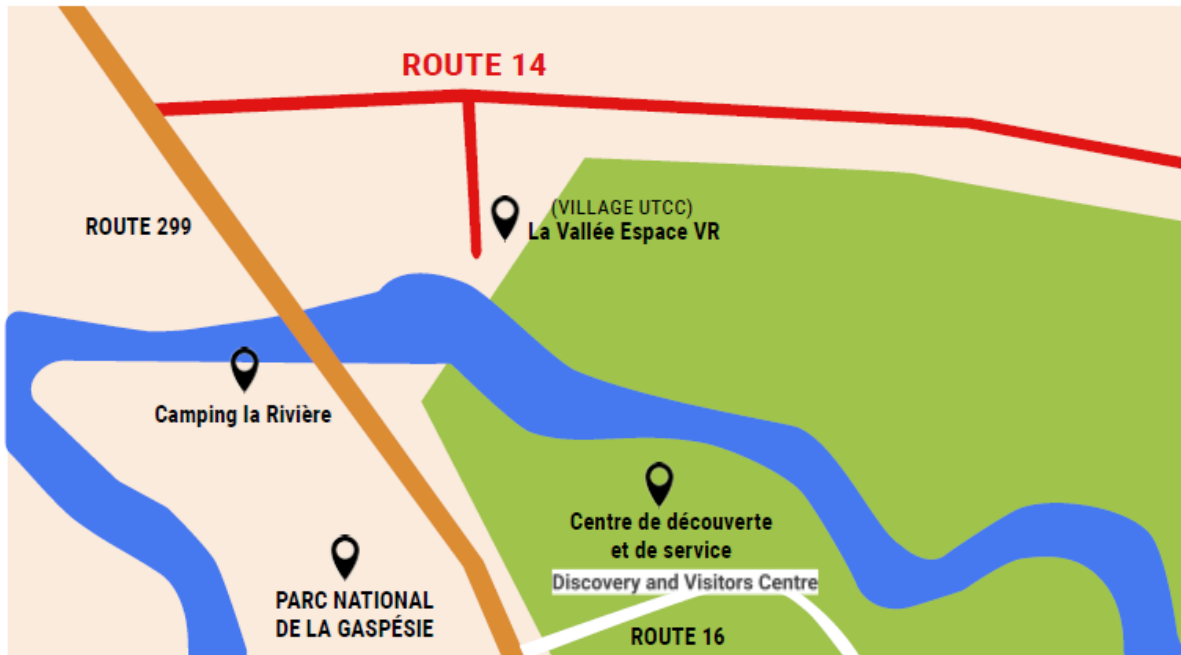 ROUTE 14
(VILLAGE UTCC)
La Vallée Espace VR
ROUTE 299
Camping la Rivière
Centre de découverte
et de service
Discovery and Visitors Centre
PARC NATIONAL
DE LA GASPÉSIE
ROUTE 16